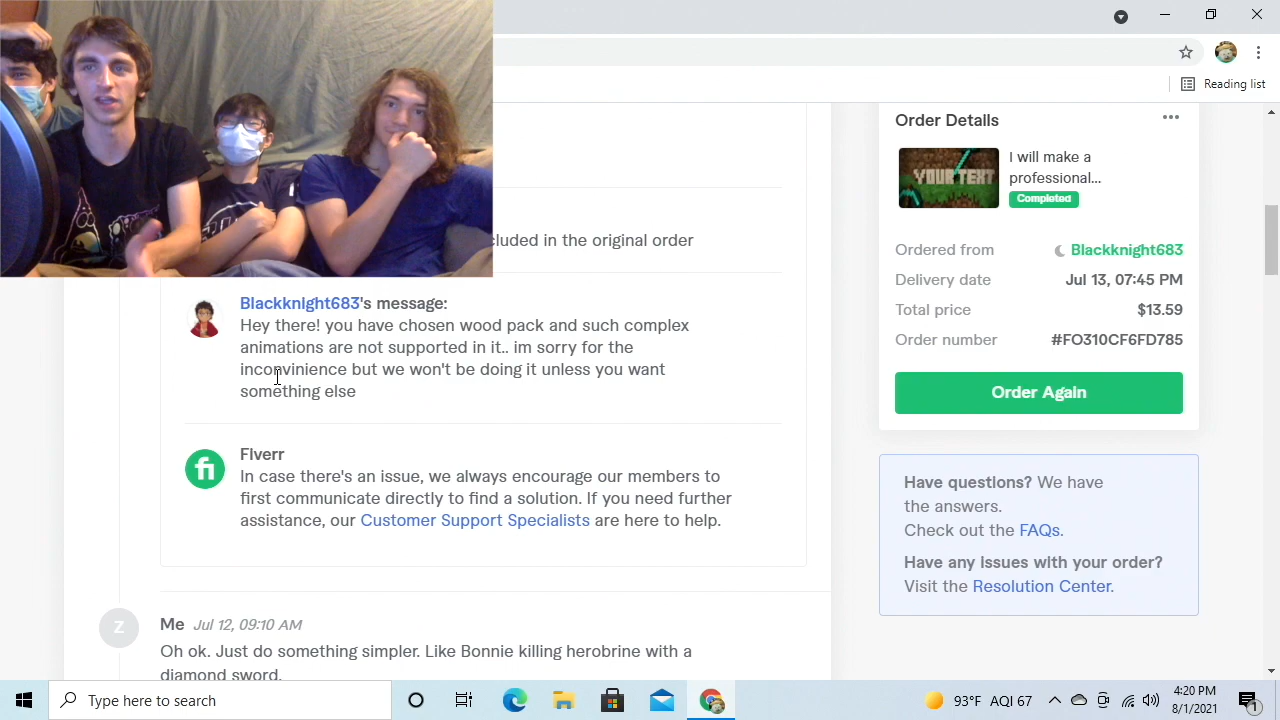 Reading list
Order Details
YOUR TEXT
I will make a
professional...
Completed
Ordered from Blackknight683
Delivery date Jul 13, 07:45 PM
Total price $13.59
Order number #FO310CF6FD785
Order Again
Have questions? We have
the answers.
Check out the FAQs.
Have any issues with your order?
Visit the Resolution Center.
cluded in the original order
Blackknight683's message:
Hey there! you have chosen wood pack and such complex
animations are not supported in it.. im sorry for the
inconvinience but we won't be doing it unless you want
something else
fi
Fiverr
In case there's an issue, we always encourage our members to
first communicate directly to find a solution. If you need further
assistance, our Customer Support Specialists are here to help.
Z
Me Jul 12, 09:10 AM
Oh ok. Just do something simpler. Like Bonnie killing herobrine with a
diamond sword.
Type here to search
93°F AQI 67
4:20 PM
8/1/2021
1